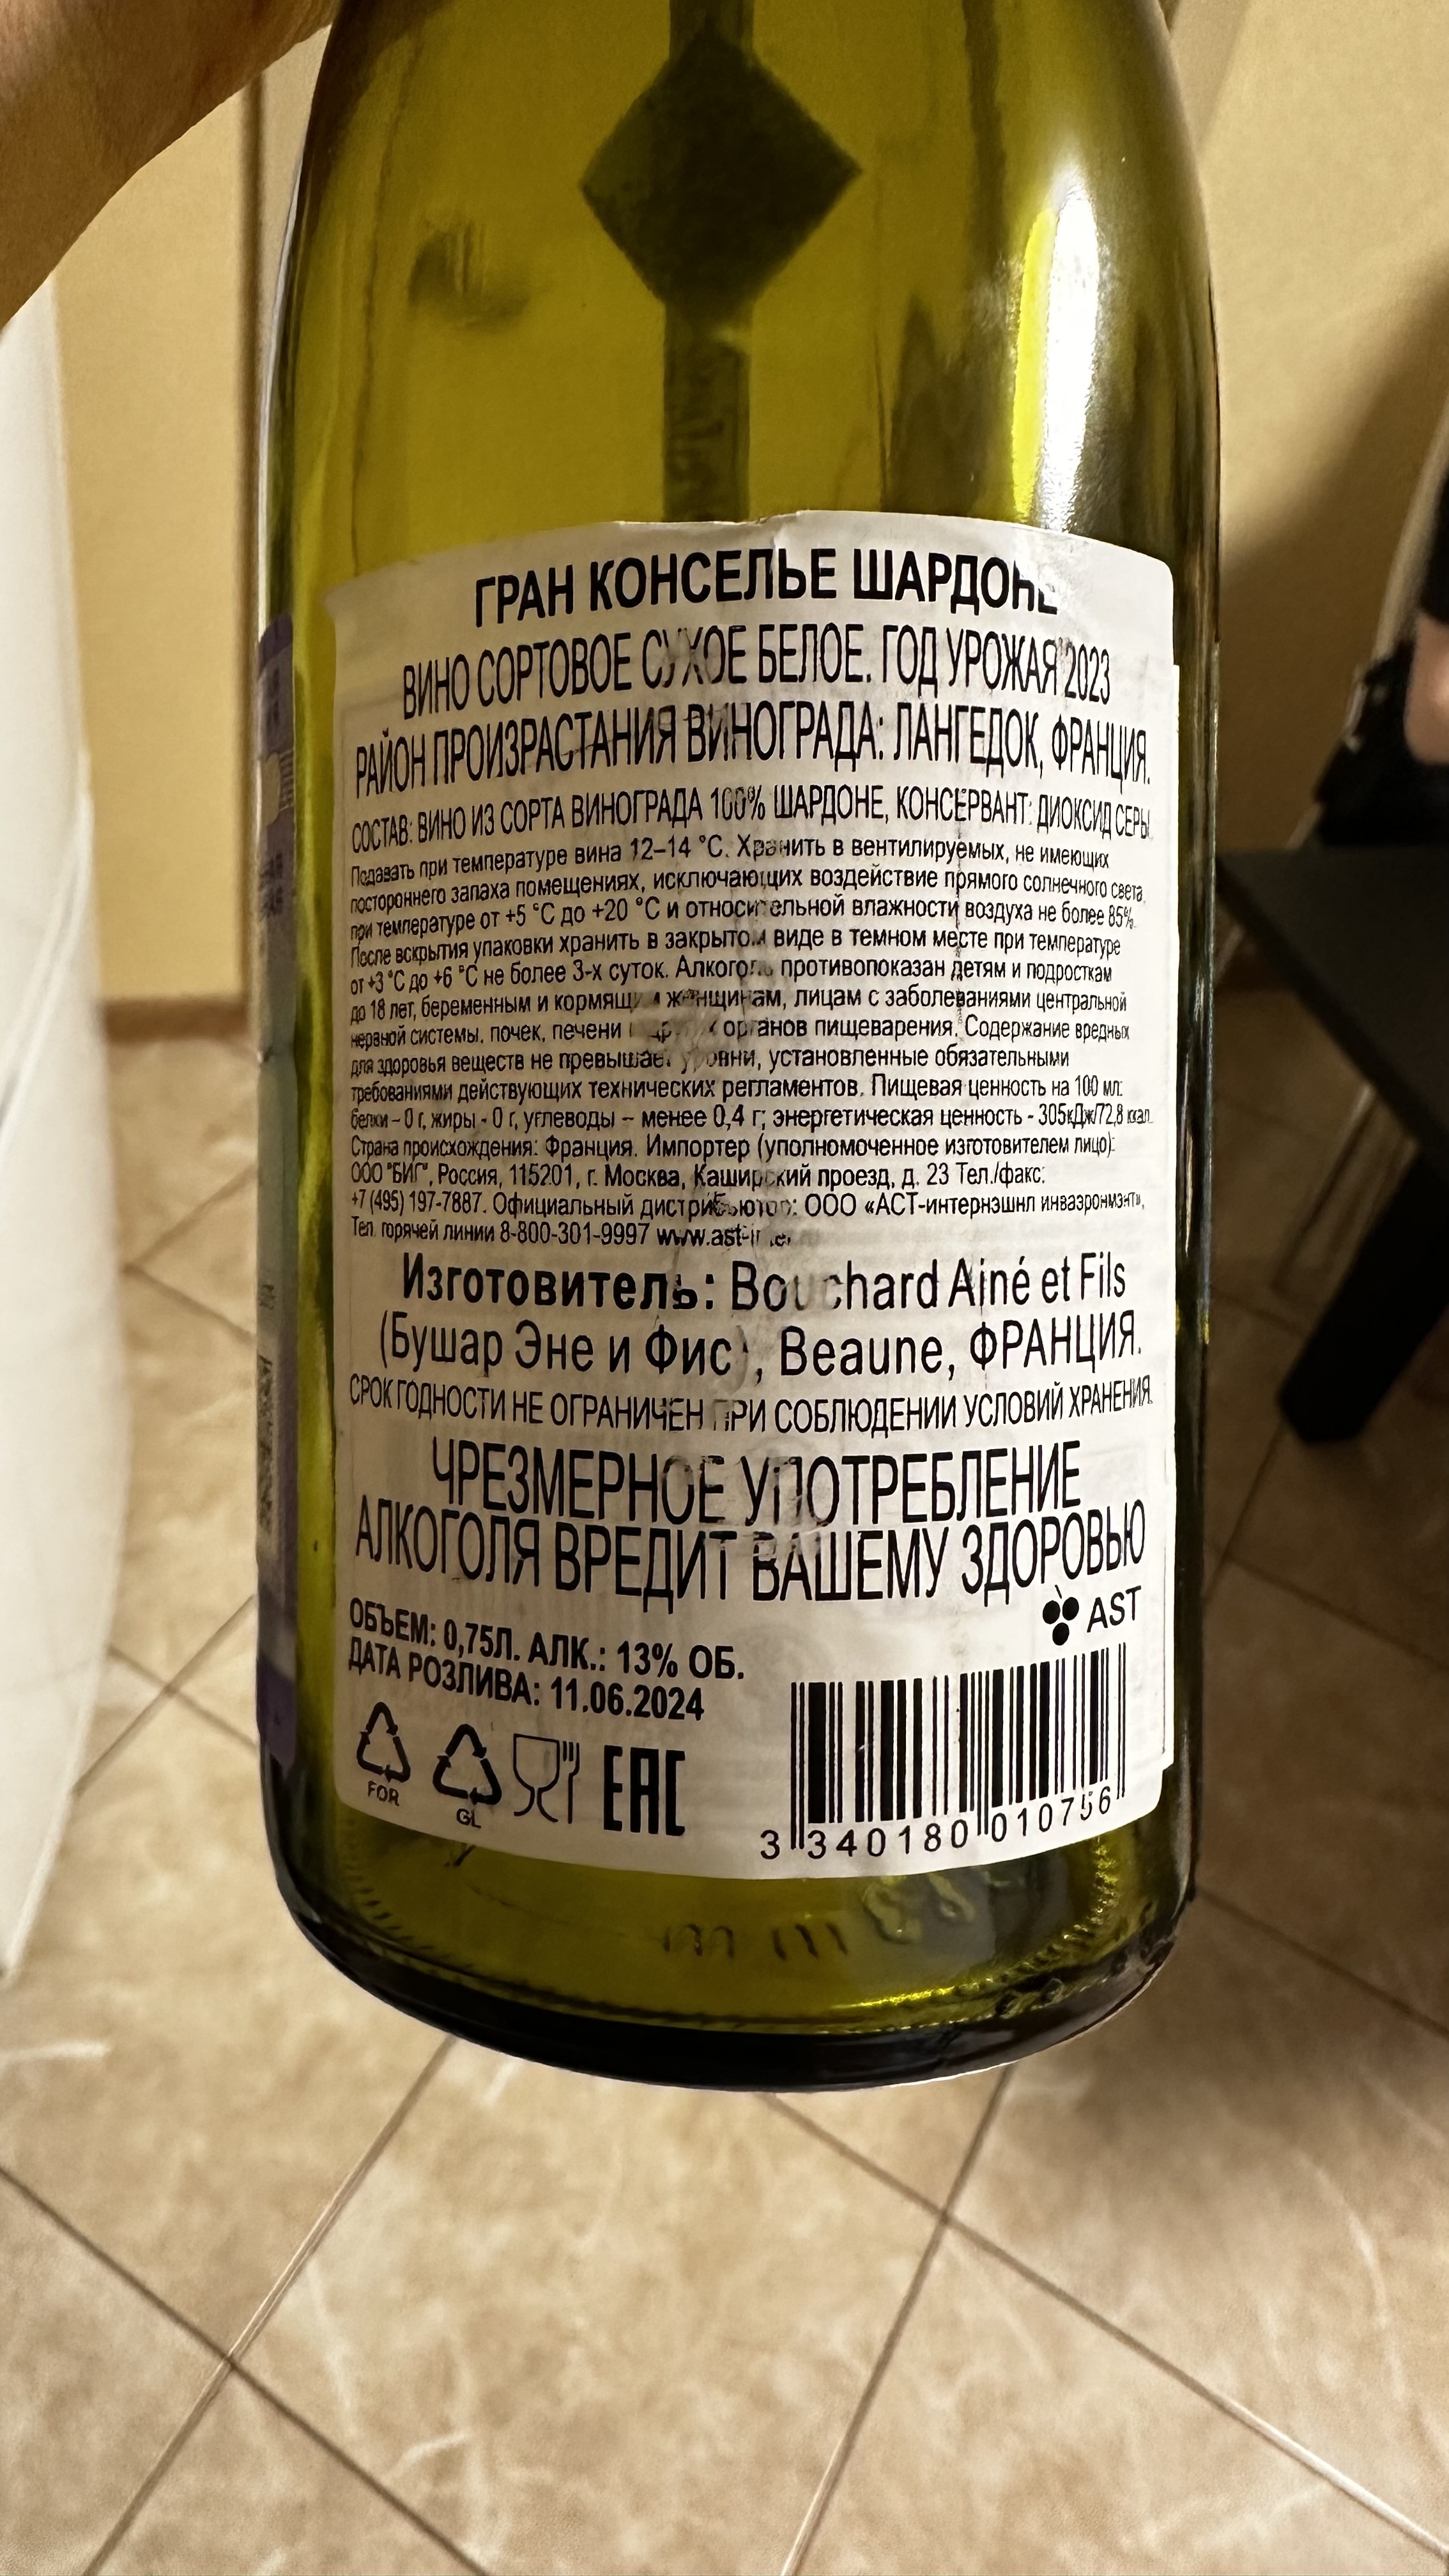 ГРАН КОНСЕЛЬЕ ШАРДОНЕ
ВИНО СОРТОВОЕ СУХОЕ БЕЛОЕ. ГОД УРОЖАЯ 2023
РАЙОН ПРОИЗРАСТАНИЯ ВИНОГРАДА: ЛАНГЕДОК, ФРАНЦИЯ.
СОСТАВ: ВИНО ИЗ СОРТА ВИНОГРАДА 100% ШАРДОНЕ, КОНСЕРВАНТ: ДИОКСИД СЕРЫ
Подавать при температуре вина 12–14 °C. Хранить в вентилируемых, не имеющих
постороннего запаха помещениях, исключающих воздействие прямого солнечного света,
при температуре от +5 °C до +20 °C и относительной влажности воздуха не более 85%.
После вскрытия упаковки хранить в закрытом виде в темном месте при температуре
от +3 °C до +6 °C не более 3-х суток. Алкоголь противопоказан детям и подросткам
до 18 лет, беременным и кормящим женщинам, лицам с заболеваниями центральной
нервной системы, почек, печени и других органов пищеварения. Содержание вредных
для здоровья веществ не превышает уровни, установленные обязательными
требованиями действующих технических регламентов. Пищевая ценность на 100 мл:
белки – 0 г, жиры - 0 г, углеводы – менее 0,4 г; энергетическая ценность - 305кДж/72,8 ккал.
Страна происхождения: Франция. Импортер (уполномоченное изготовителем лицо):
ООО "БИГ", Россия, 115201, г. Москва, Каширский проезд, д. 23 Тел./факс:
+7 (495) 197-7887. Официальный дистрибьютор: ООО «АСТ-интернэшнл инваэронмэнт»,
Тел. горячей линии 8-800-301-9997
Изготовитель: Bouchard Ainé et Fils
(Бушар Эне и Фис), Beaune, ФРАНЦИЯ.
СРОК ГОДНОСТИ НЕ ОГРАНИЧЕН ПРИ СОБЛЮДЕНИИ УСЛОВИЙ ХРАНЕНИЯ.
ЧРЕЗМЕРНОЕ УПОТРЕБЛЕНИЕ
АЛКОГОЛЯ ВРЕДИТ ВАШЕМУ ЗДОРОВЬЮ
AST
ОБЪЕМ: 0,75Л. АЛК.: 13% ОБ.
ДАТА РОЗЛИВА: 11.06.2024
FOR
GL
EAC
3 340180 010756